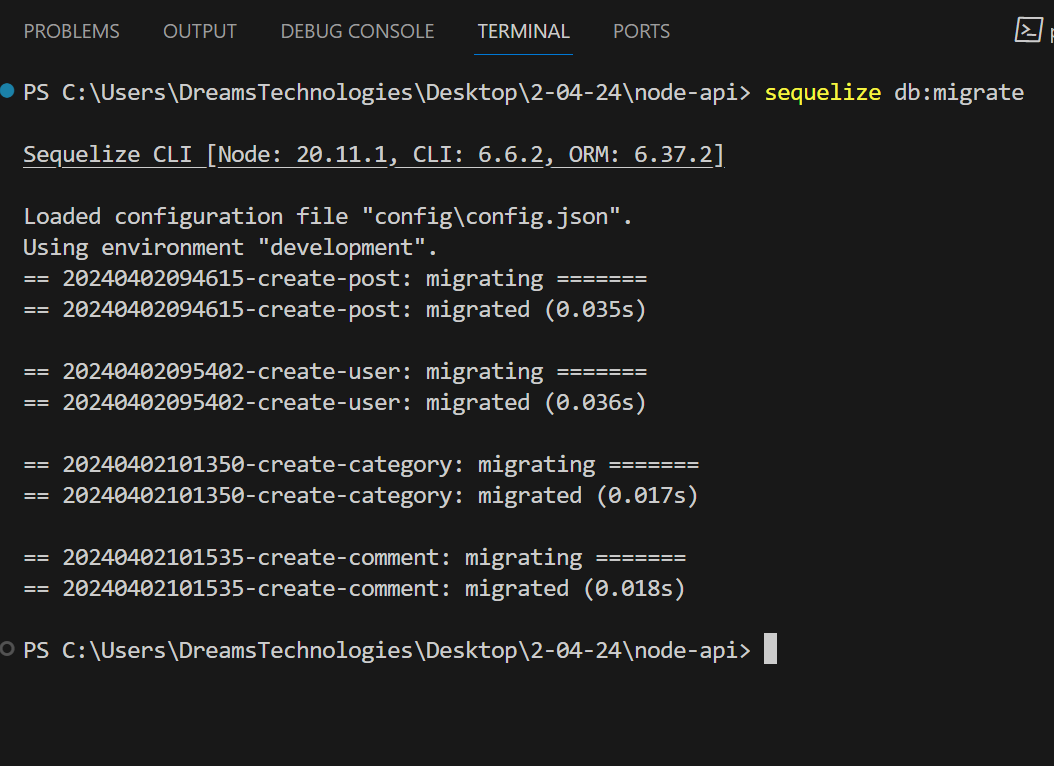 PROBLEMS OUTPUT DEBUG CONSOLE TERMINAL PORTS
PS C:\Users\DreamsTechnologies\Desktop\2-04-24\node-api> sequelize db:migrate
Sequelize CLI [Node: 20.11.1, CLI: 6.6.2, ORM: 6.37.2]
Loaded configuration file "config\config.json".
Using environment "development".
== 20240402094615-create-post: migrating =======
== 20240402094615-create-post: migrated (0.035s)
== 20240402095402-create-user: migrating =======
== 20240402095402-create-user: migrated (0.036s)
== 20240402101350-create-category: migrating =======
== 20240402101350-create-category: migrated (0.017s)
== 20240402101535-create-comment: migrating =======
== 20240402101535-create-comment: migrated (0.018s)
PS C:\Users\DreamsTechnologies\Desktop\2-04-24\node-api>